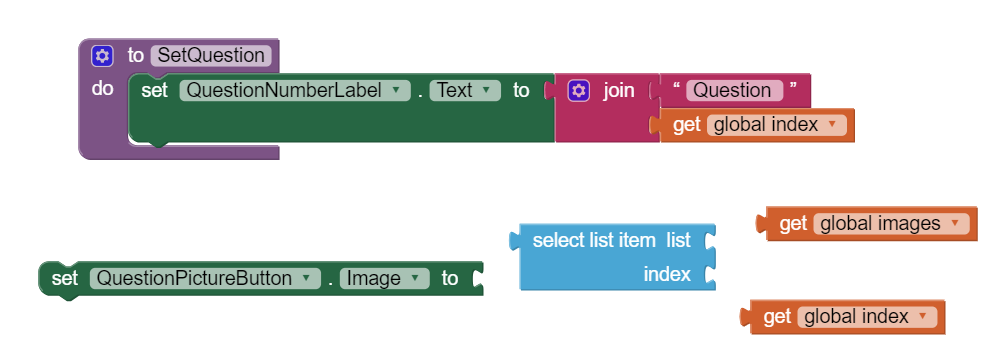 to SetQuestion
do set QuestionNumberLabel . Text to join “ Question ”
get global index
select list item list get global images
set QuestionPictureButton . Image to
index
get global index